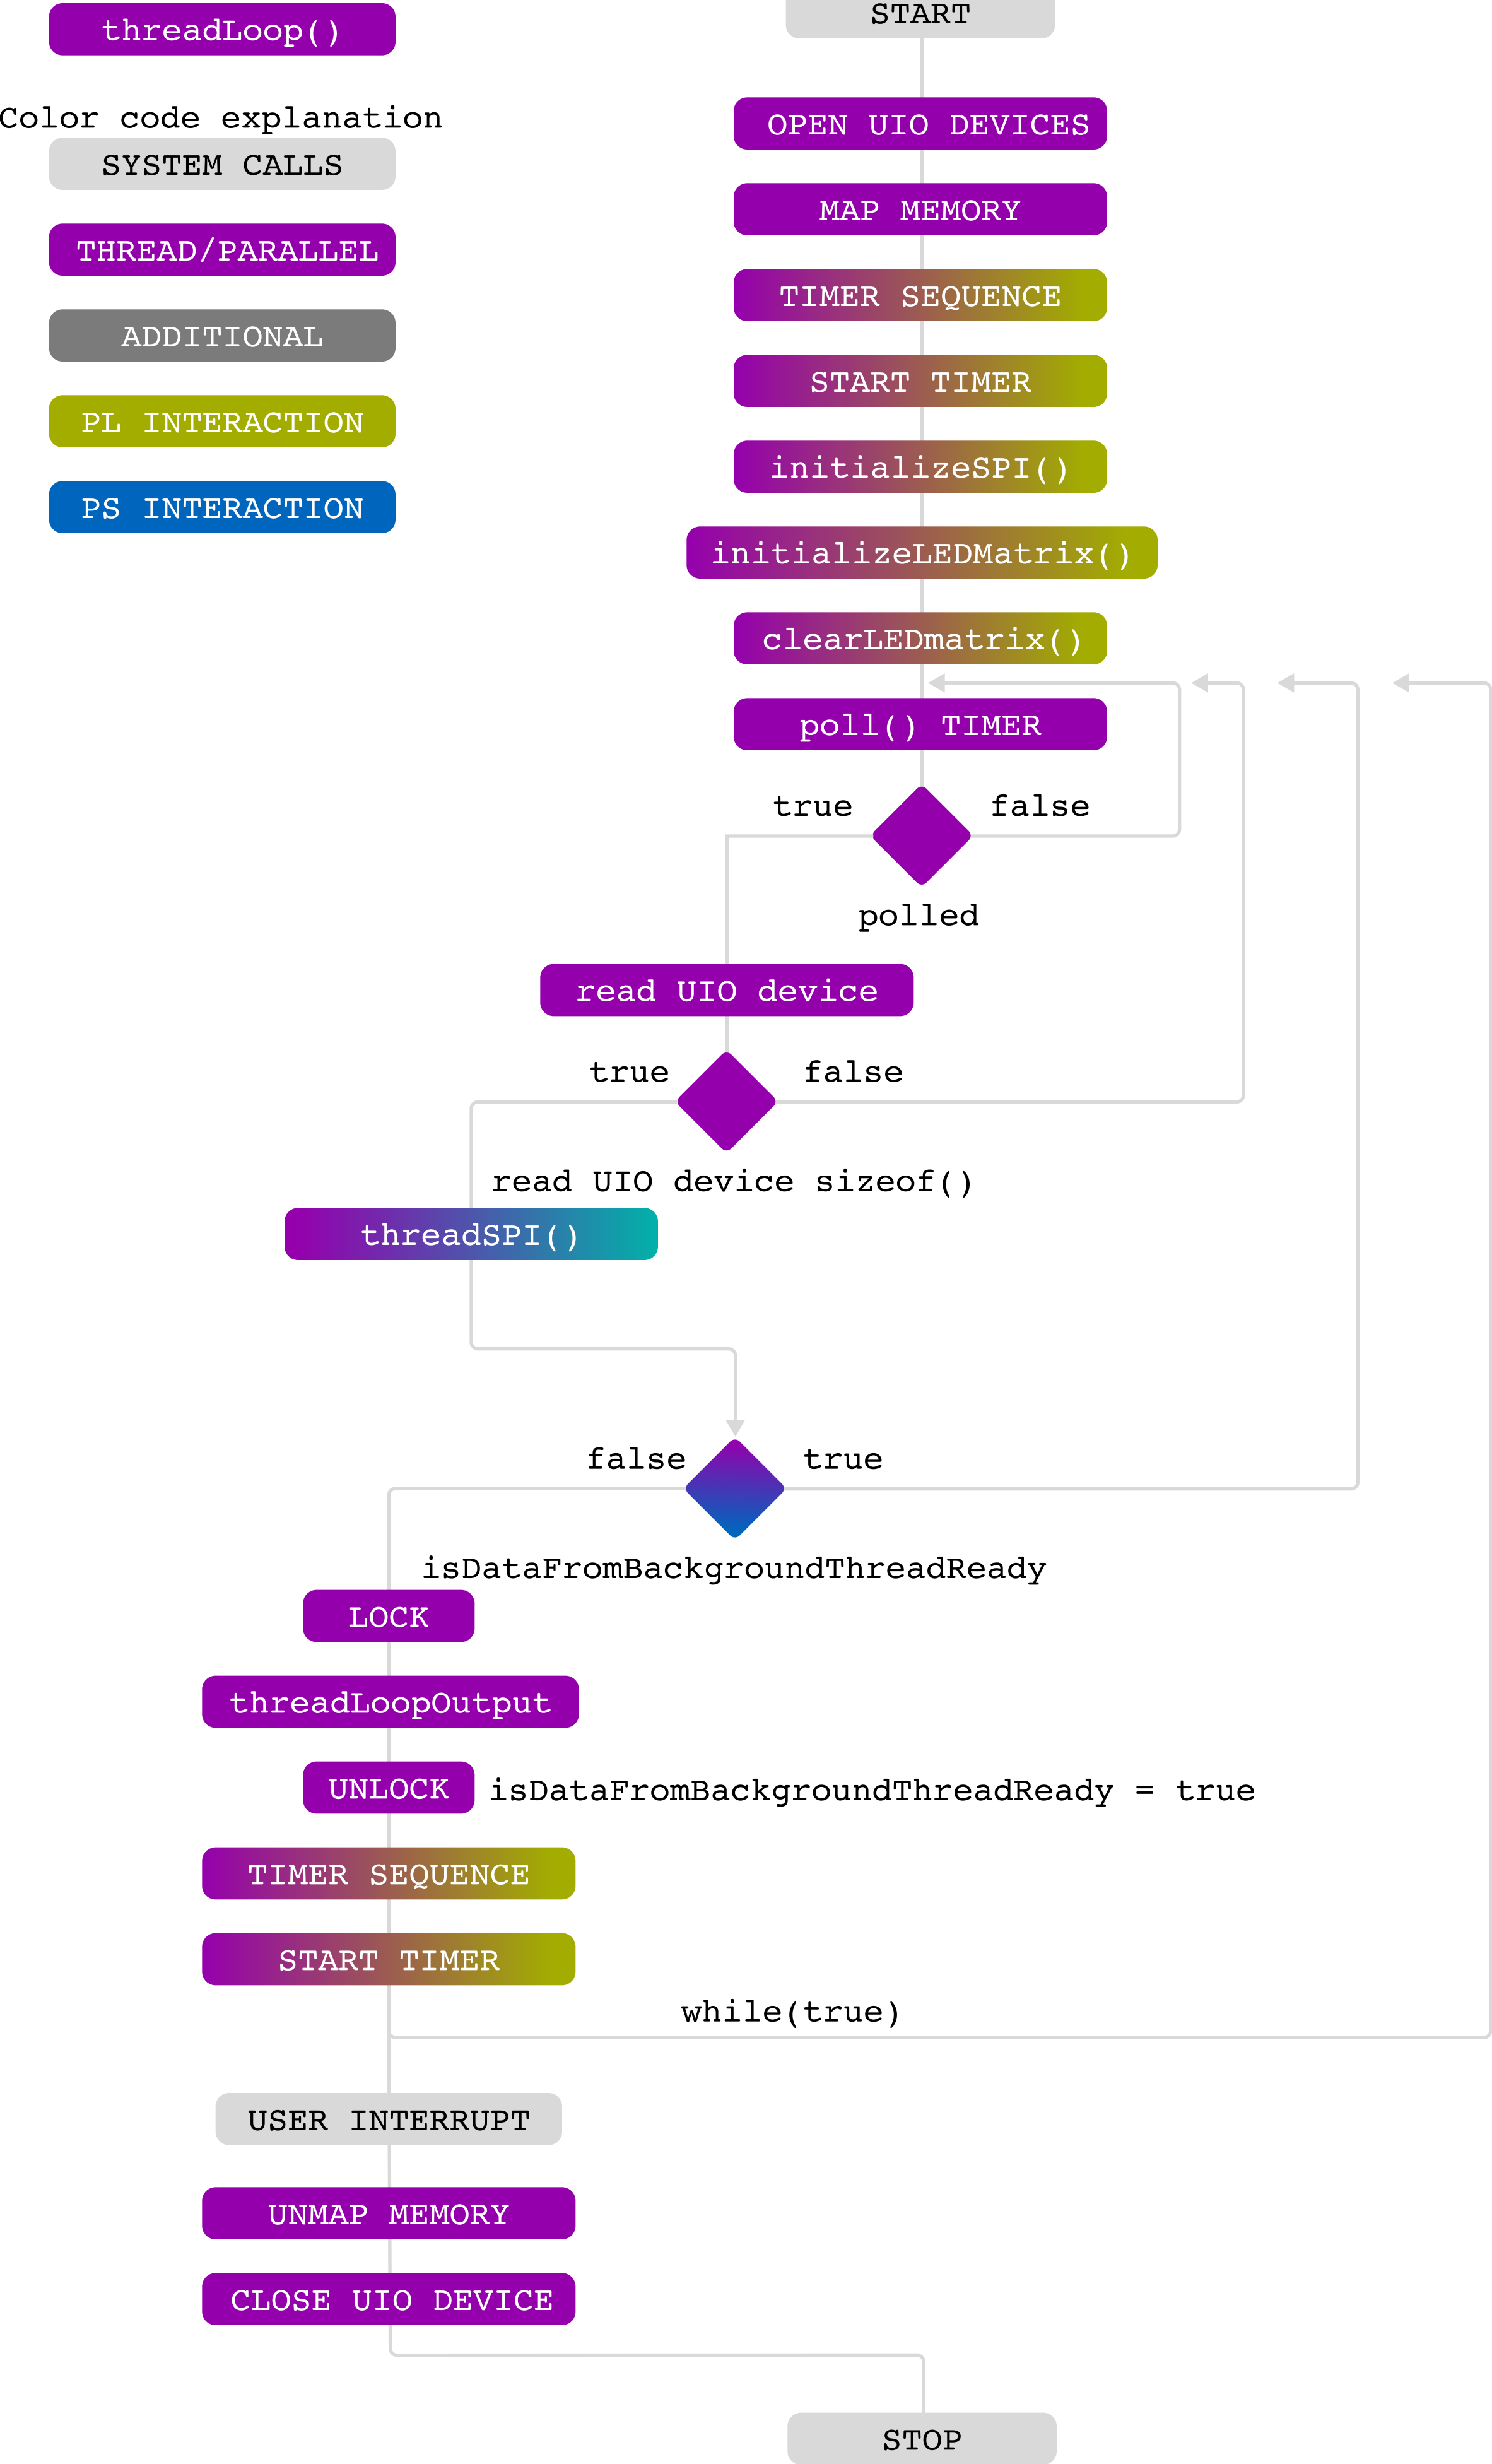 threadLoop()
Color code explanation
SYSTEM CALLS
THREAD/PARALLEL
ADDITIONAL
PL INTERACTION
PS INTERACTION
START
OPEN UIO DEVICES
MAP MEMORY
TIMER SEQUENCE
START TIMER
initializeSPI()
initializeLEDMatrix()
clearLEDmatrix()
poll() TIMER
true
false
polled
read UIO device
true
false
read UIO device sizeof()
threadSPI()
false
true
isDataFromBackgroundThreadReady
LOCK
threadLoopOutput
UNLOCK
isDataFromBackgroundThreadReady = true
TIMER SEQUENCE
START TIMER
while(true)
USER INTERRUPT
UNMAP MEMORY
CLOSE UIO DEVICE
STOP